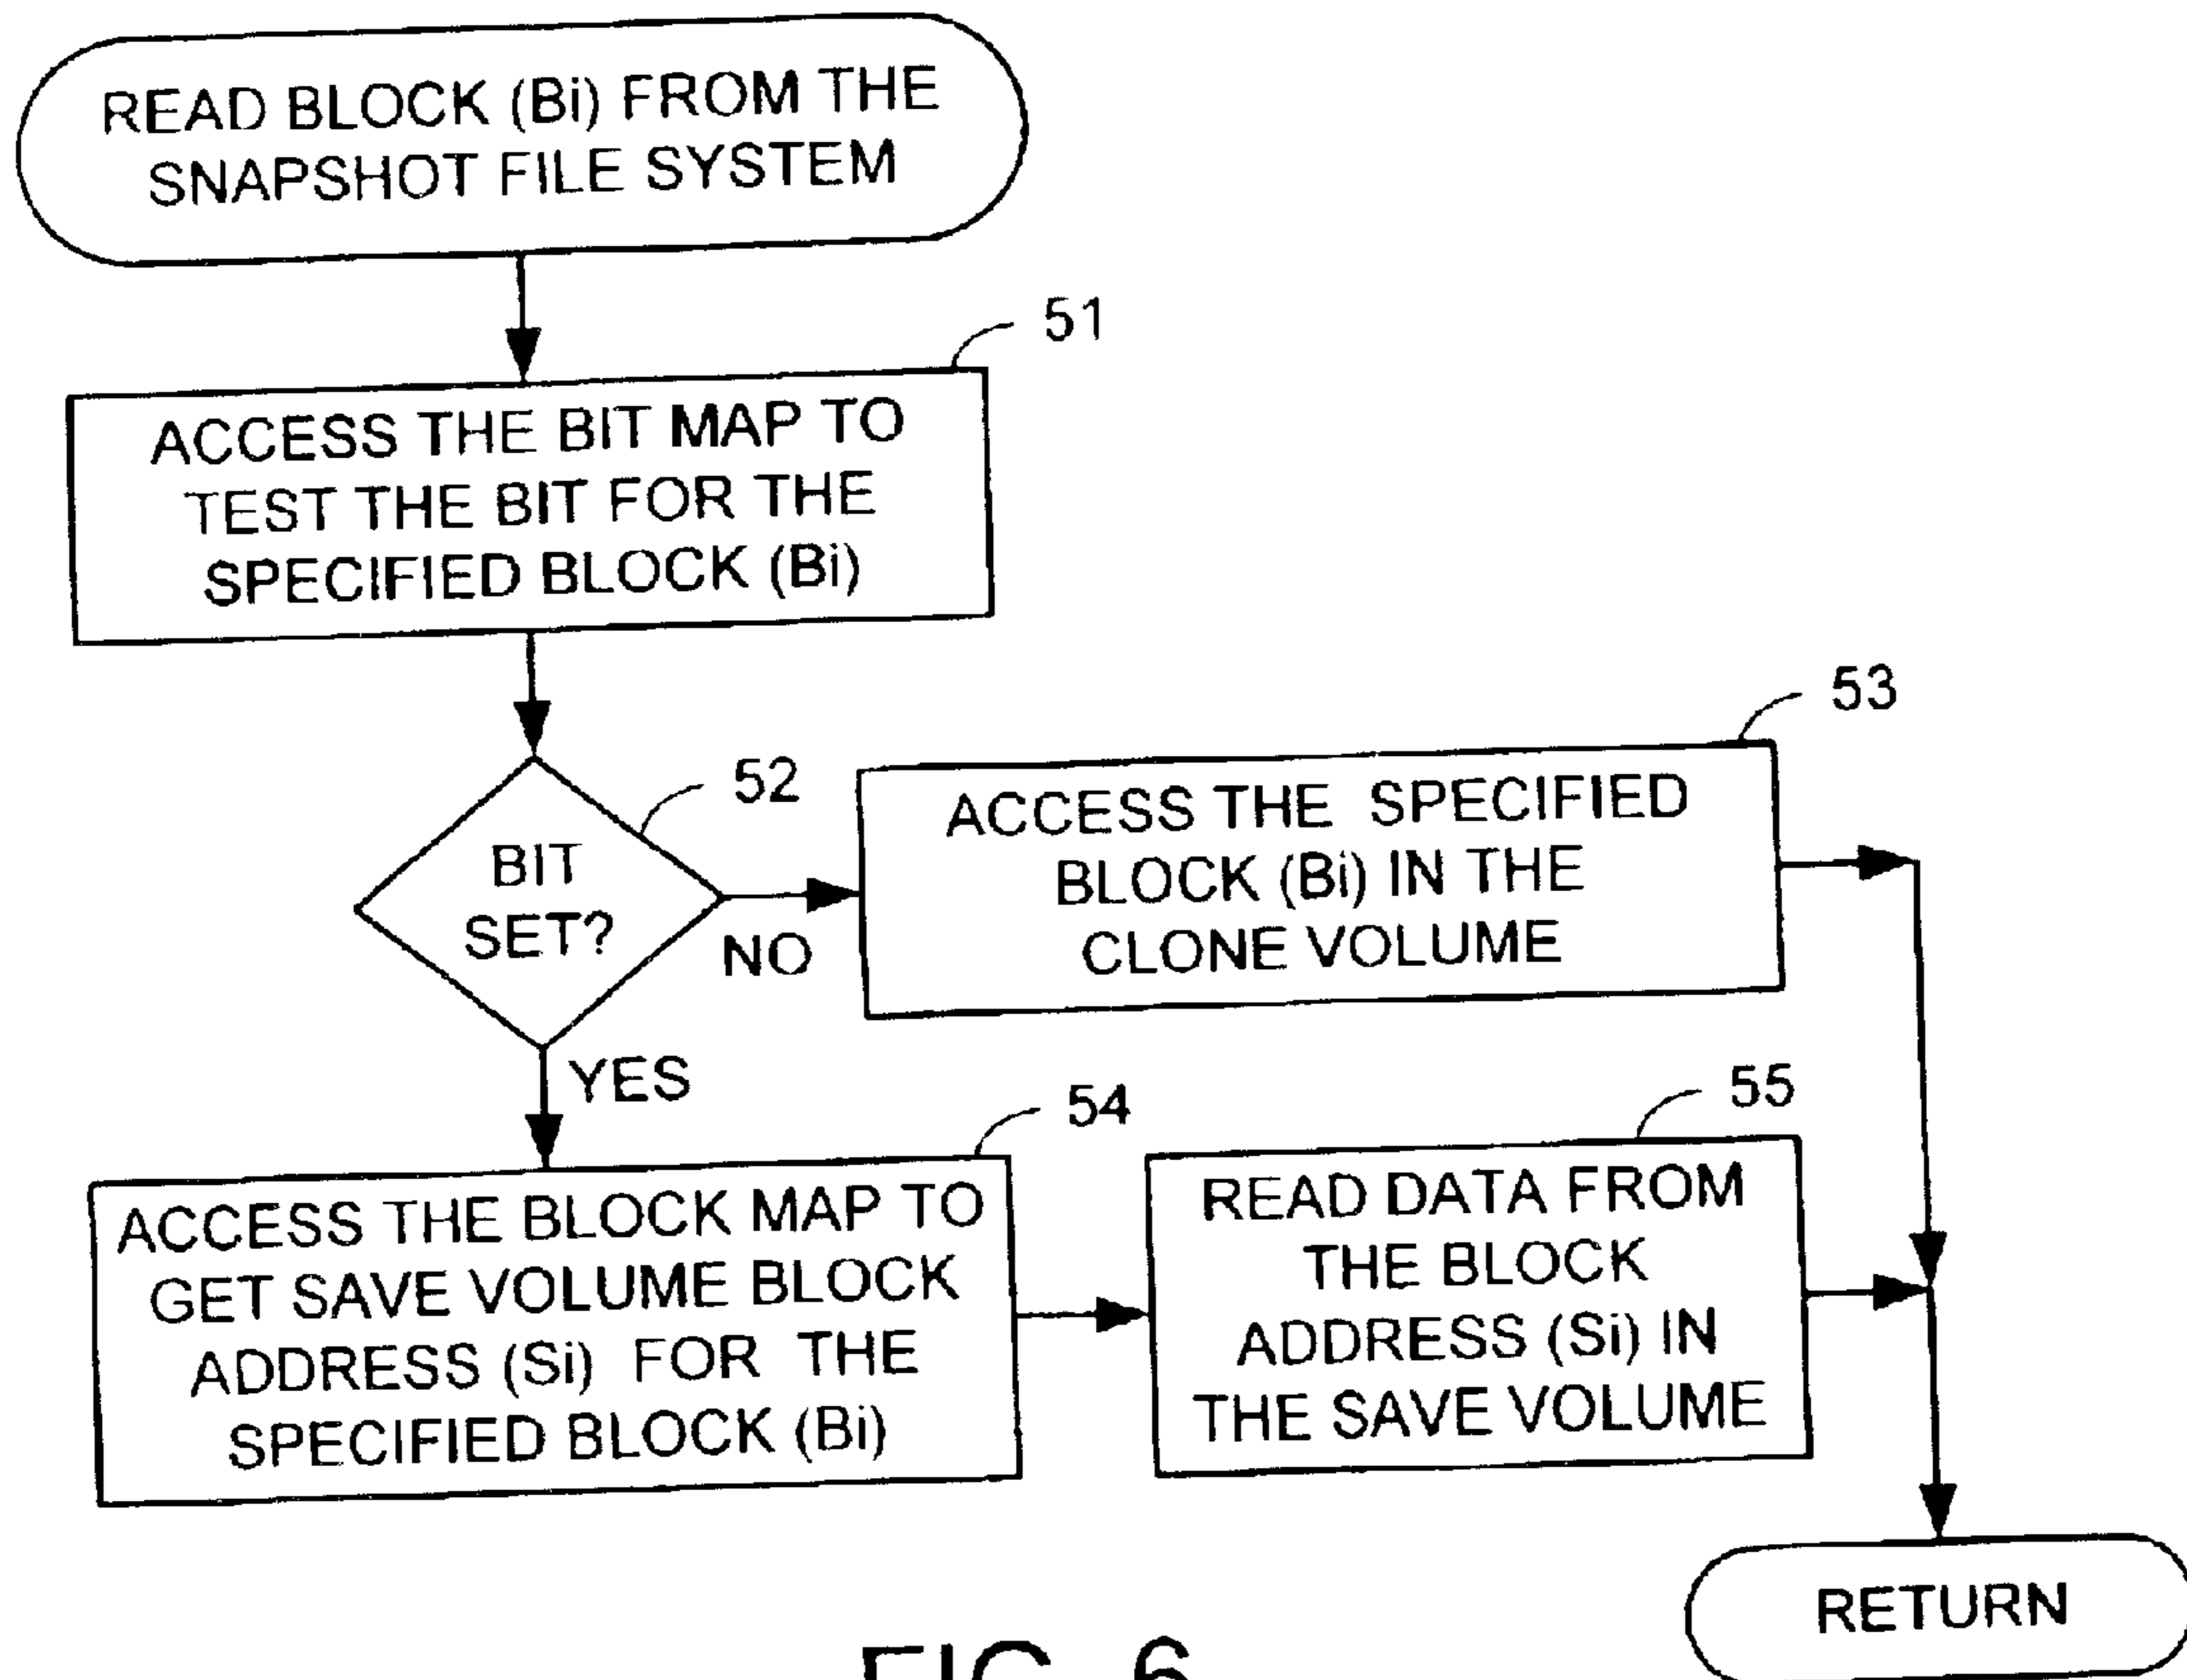 READ BLOCK (Bi) FROM THE
SNAPSHOT FILE SYSTEM
51
ACCESS THE BIT MAP TO
TEST THE BIT FOR THE
SPECIFIED BLOCK (Bi)
52
BIT
SET?
NO
YES
53
ACCESS THE SPECIFIED
BLOCK (Bi) IN THE
CLONE VOLUME
54
ACCESS THE BLOCK MAP TO
GET SAVE VOLUME BLOCK
ADDRESS (Si) FOR THE
SPECIFIED BLOCK (Bi)
55
READ DATA FROM
THE BLOCK
ADDRESS (Si) IN
THE SAVE VOLUME
RETURN
FIG. 6